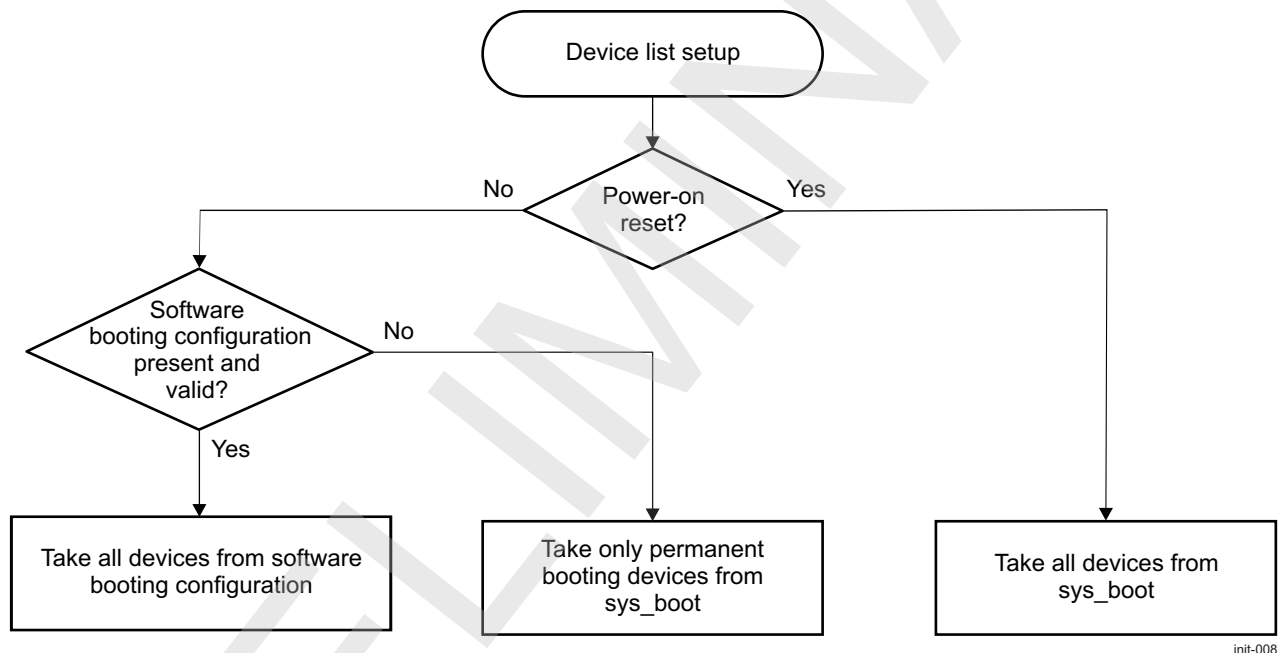 Device list setup
No
Power-on
reset?
Yes
Software
booting configuration
present and
valid?
No
Yes
Take all devices from software
booting configuration
Take only permanent
booting devices from
sys_boot
Take all devices from
sys_boot
init-008